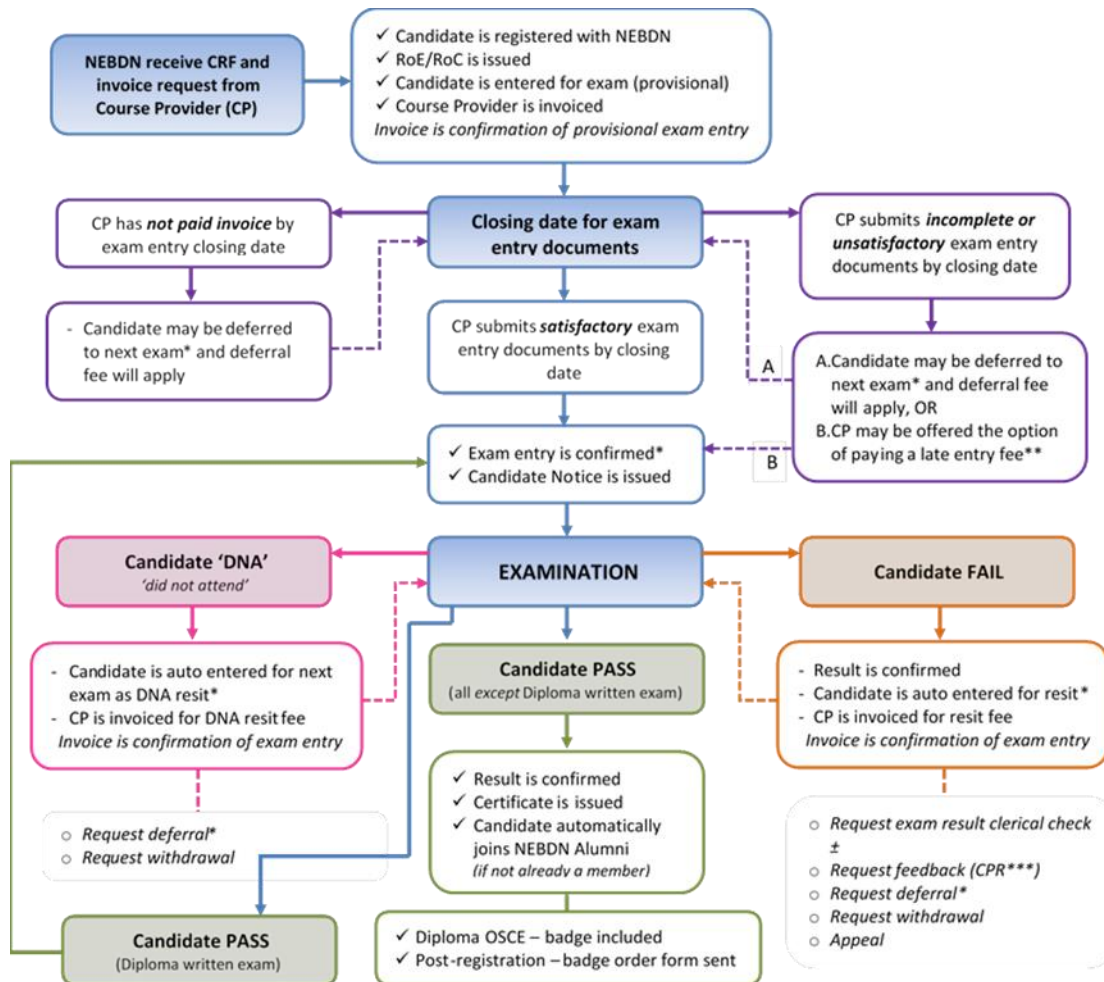 NEBDN receive CRF and
invoice request from
Course Provider (CP)
✓ Candidate is registered with NEBDN
✓ RoE/RoC is issued
✓ Candidate is entered for exam (provisional)
✓ Course Provider is invoiced
Invoice is confirmation of provisional exam entry
CP has not paid invoice by
exam entry closing date
Closing date for exam
entry documents
CP submits incomplete or
unsatisfactory exam entry
documents by closing date
- Candidate may be deferred
to next exam* and deferral
fee will apply
CP submits satisfactory exam
entry documents by closing
date
A
A.Candidate may be deferred to
next exam* and deferral fee
will apply, OR
B.CP may be offered the option
of paying a late entry fee**
✓ Exam entry is confirmed*
✓ Candidate Notice is issued
B
Candidate ‘DNA’
‘did not attend’
EXAMINATION
Candidate FAIL
- Candidate is auto entered for next
exam as DNA resit*
- CP is invoiced for DNA resit fee
Invoice is confirmation of exam entry
Candidate PASS
(all except Diploma written exam)
- Result is confirmed
- Candidate is auto entered for resit*
- CP is invoiced for resit fee
Invoice is confirmation of exam entry
○ Request deferral*
○ Request withdrawal
✓ Result is confirmed
✓ Certificate is issued
✓ Candidate automatically
joins NEBDN Alumni
(if not already a member)
○ Request exam result clerical check
±
○ Request feedback (CPR***)
○ Request deferral*
○ Request withdrawal
○ Appeal
Candidate PASS
(Diploma written exam)
✓ Diploma OSCE – badge included
✓ Post-registration – badge order form sent